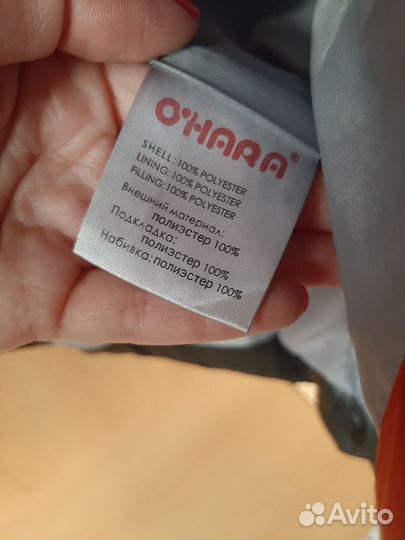 O'HARA®
SHELL: 100% POLYESTER
LINING: 100% POLYESTER
FILLING: 100% POLYESTER
Внешний материал:
полиэстер 100%
Подкладка:
полиэстер 100%
Набивка: полиэстер 100%
Avito